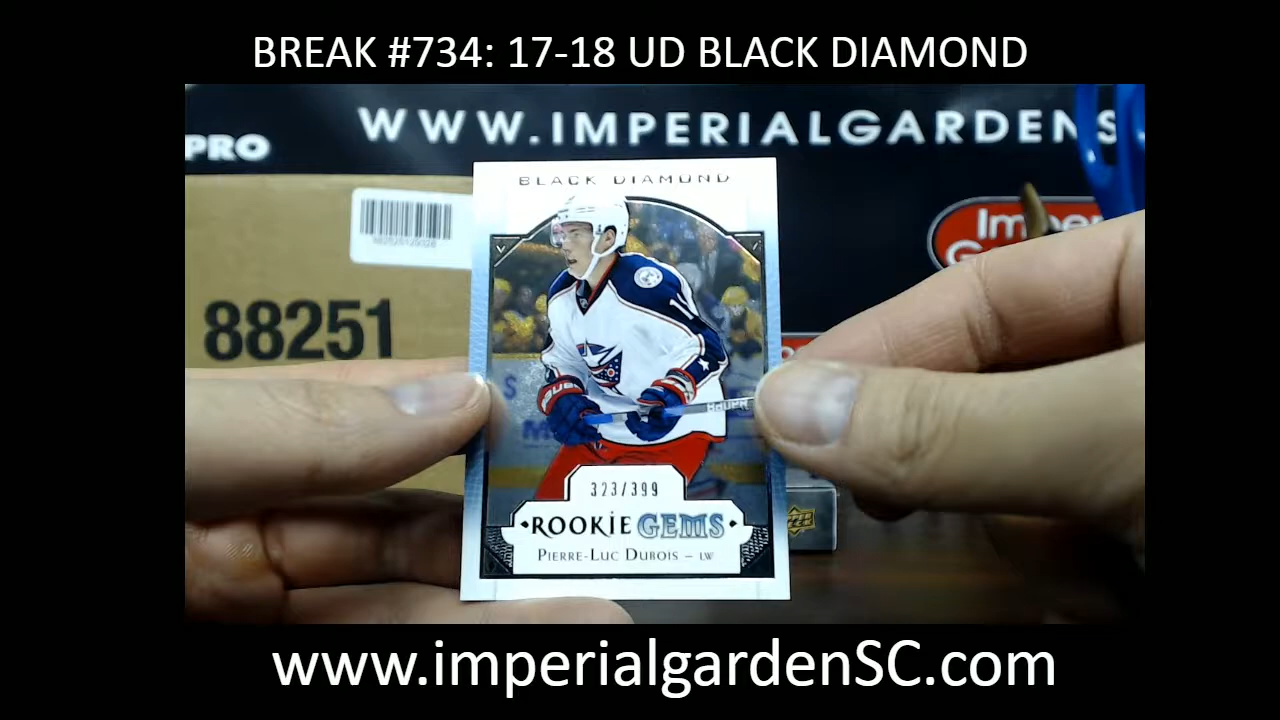 BREAK #734: 17-18 UD BLACK DIAMOND
WWW.IMPERIALGARDENS
PRO
BLACK DIAMOND
88251
BAUER
323/399
ROOKIE GEMS
PIERRE-LUC DUBOIS – LW
www.imperialgardenSC.com